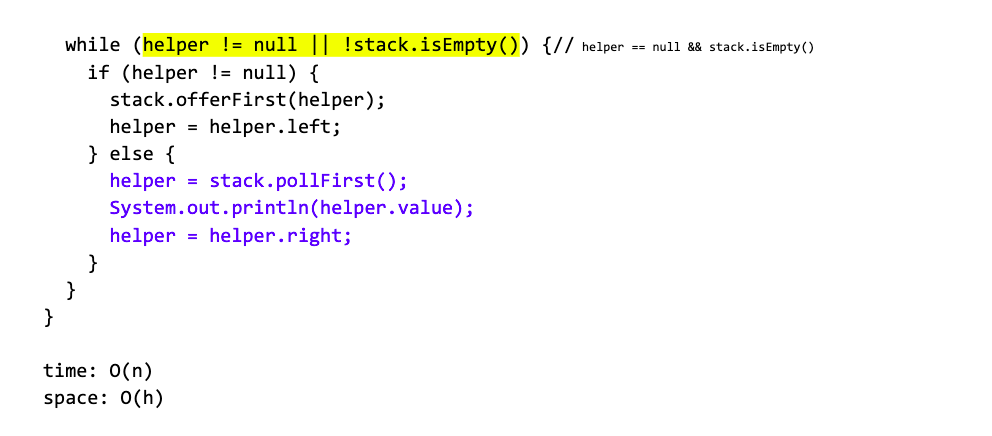 while (helper != null || !stack.isEmpty()) {// helper == null && stack.isEmpty()
if (helper != null) {
stack.offerFirst(helper);
helper = helper.left;
} else {
helper = stack.pollFirst();
System.out.println(helper.value);
helper = helper.right;
}
}
}
time: O(n)
space: O(h)